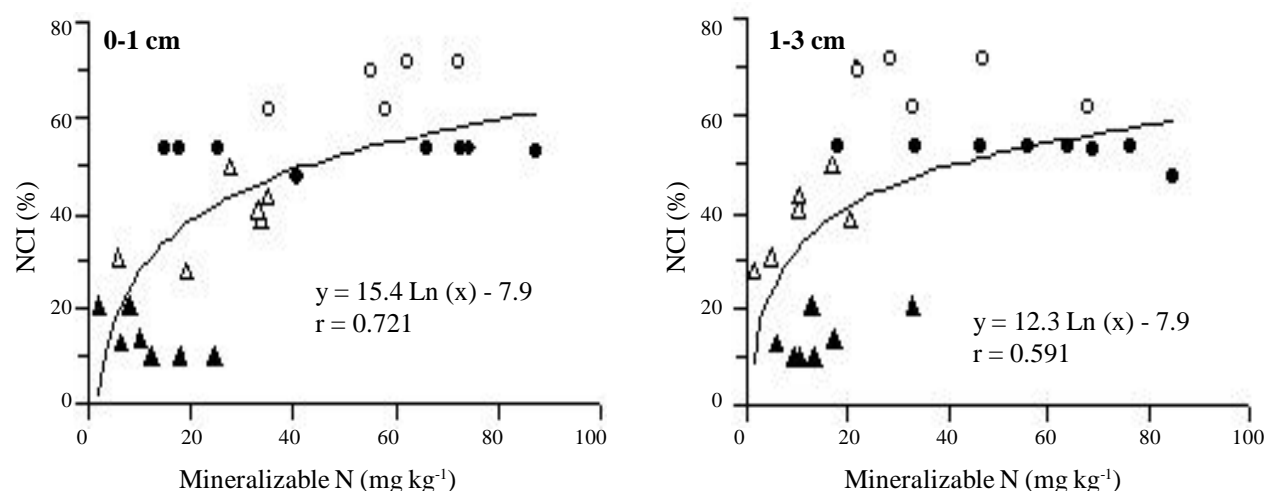 0-1 cm
80
60
40
20
0
NCI (%)
y = 15.4 Ln (x) - 7.9
r = 0.721
0 20 40 60 80 100
Mineralizable N (mg kg-1)
1-3 cm
80
60
40
20
0
NCI (%)
y = 12.3 Ln (x) - 7.9
r = 0.591
0 20 40 60 80 100
Mineralizable N (mg kg-1)